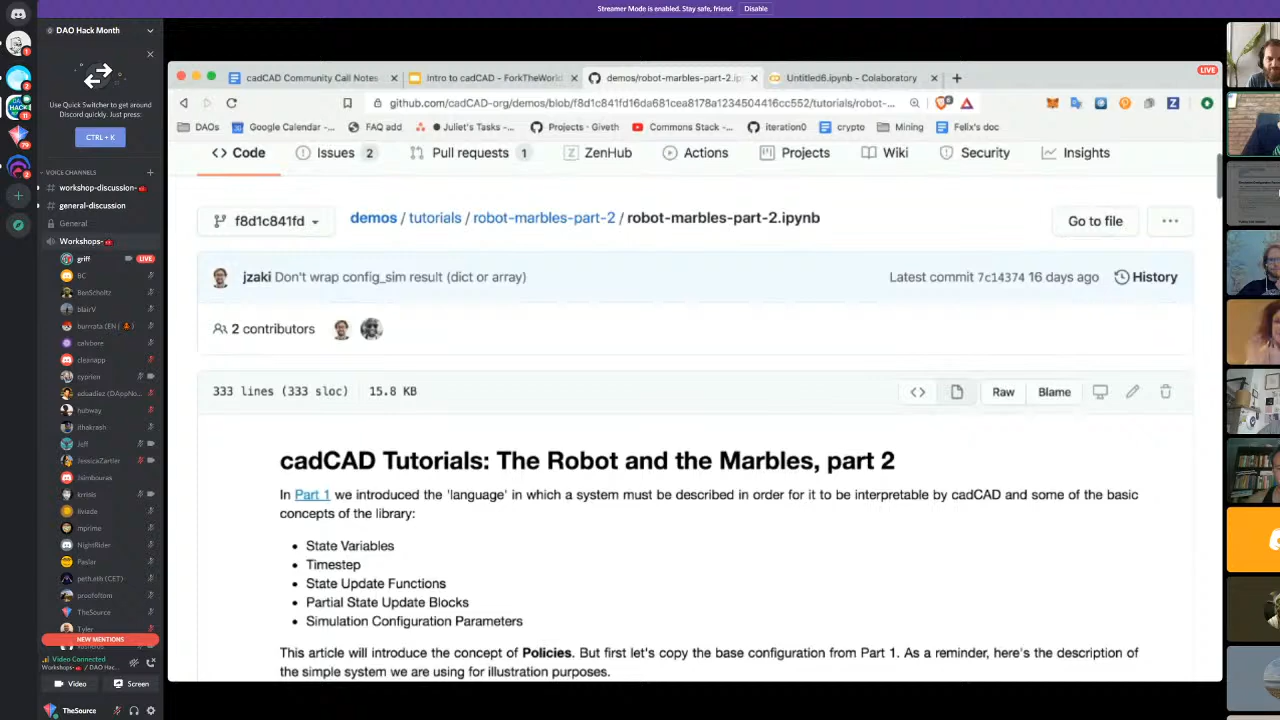 Streamer Mode is enabled. Stay safe, friend. Disable
DAO Hack Month
Use Quick Switcher to get around
Discord quickly. Just press:
CTRL + K
VOICE CHANNELS
workshop-discussion-
general-discussion
General
Workshops-
griff LIVE
BC
BenScholtz
blairV
burrrata (EN |
calvbore
cleanapp
cyprien
eduadiez (DAppNo...
hubway
ithakrash
Jeff
JessicaZartler
Jsimbouras
krrisis
liviade
mprime
NightRider
Paslar
peth.eth (CET)
proofoftom
TheSource
Tyler
NEW MENTIONS
Video Connected
Workshops- / DAO Hac...
Video Screen
TheSource
LIVE
cadCAD Community Call Notes
Intro to cadCAD - ForkTheWorld
demos/robot-marbles-part-2.ip
Untitled6.ipynb - Colaboratory
github.com/cadCAD-org/demos/blob/f8d1c841fd16da681cea8178a1234504416cc552/tutorials/robot-...
DAOs Google Calendar -... FAQ add Juliet's Tasks -... Projects · Giveth Commons Stack -... iteration0 crypto Mining Felix's doc
Code Issues 2 Pull requests 1 ZenHub Actions Projects Wiki Security Insights
f8d1c841fd demos / tutorials / robot-marbles-part-2 / robot-marbles-part-2.ipynb Go to file ...
jzaki Don't wrap config_sim result (dict or array) Latest commit 7c14374 16 days ago History
2 contributors
333 lines (333 sloc) 15.8 KB <> Raw Blame
cadCAD Tutorials: The Robot and the Marbles, part 2
In Part 1 we introduced the 'language' in which a system must be described in order for it to be interpretable by cadCAD and some of the basic
concepts of the library:
• State Variables
• Timestep
• State Update Functions
• Partial State Update Blocks
• Simulation Configuration Parameters
This article will introduce the concept of Policies. But first let's copy the base configuration from Part 1. As a reminder, here's the description of
the simple system we are using for illustration purposes.